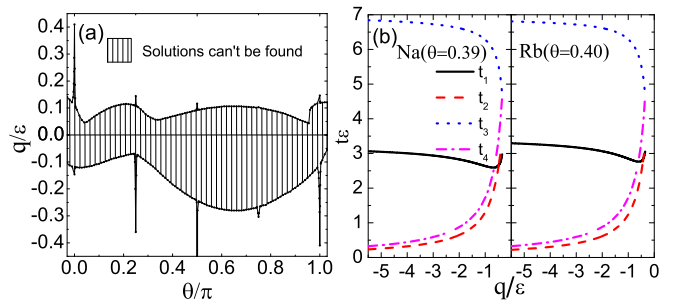 (a)
Solutions can't be found
q/ε
0.4
0.3
0.2
0.1
0.0
0.1
0.2
0.3
0.4
0.0 0.2 0.4 0.6 0.8 1.0
θ/π
(b)
Na(θ=0.39)
Rb(θ=0.40)
t₁
t₂
t₃
t₄
tε
7
6
5
4
3
2
1
0
-5 -4 -3 -2 -1 -5 -4 -3 -2 -1 0
q/ε